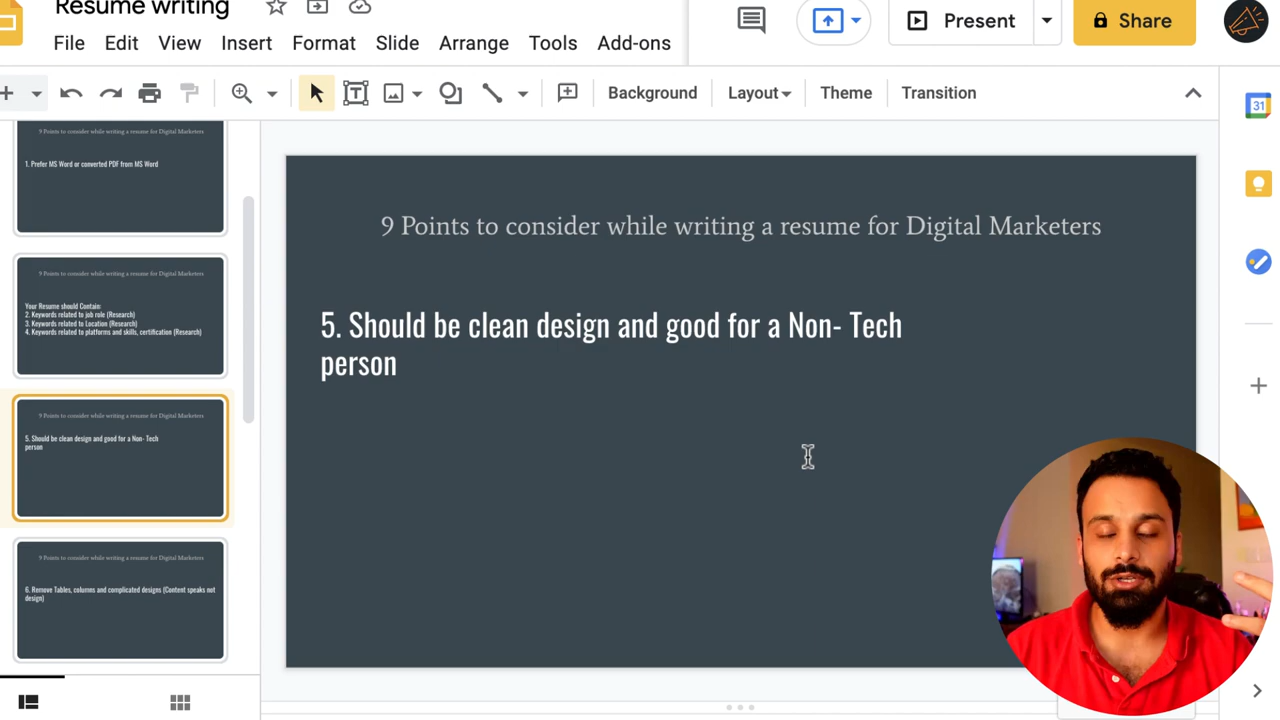 Resume writing
File Edit View Insert Format Slide Arrange Tools Add-ons
Present
Share
Background Layout Theme Transition
31
9 Points to consider while writing a resume for Digital Marketers
1. Prefer MS Word or converted PDF from MS Word
9 Points to consider while writing a resume for Digital Marketers
Your Resume should Contain:
2. Keywords related to job role (Research)
3. Keywords related to Location (Research)
4. Keywords related to platforms and skills, certification (Research)
9 Points to consider while writing a resume for Digital Marketers
5. Should be clean design and good for a Non- Tech
person
9 Points to consider while writing a resume for Digital Marketers
6. Remove Tables, columns and complicated designs (Content speaks not
design)
9 Points to consider while writing a resume for Digital Marketers
5. Should be clean design and good for a Non- Tech
person